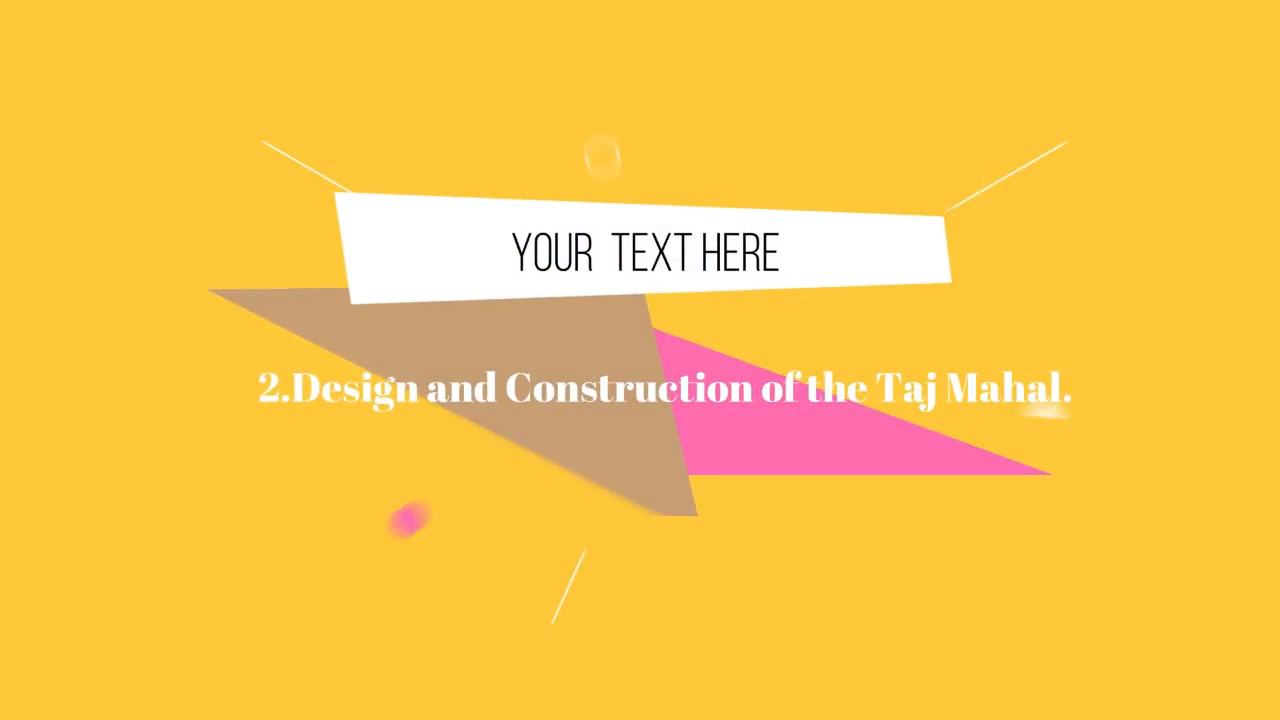 YOUR TEXT HERE
2.Design and Construction of the Taj Mahal.